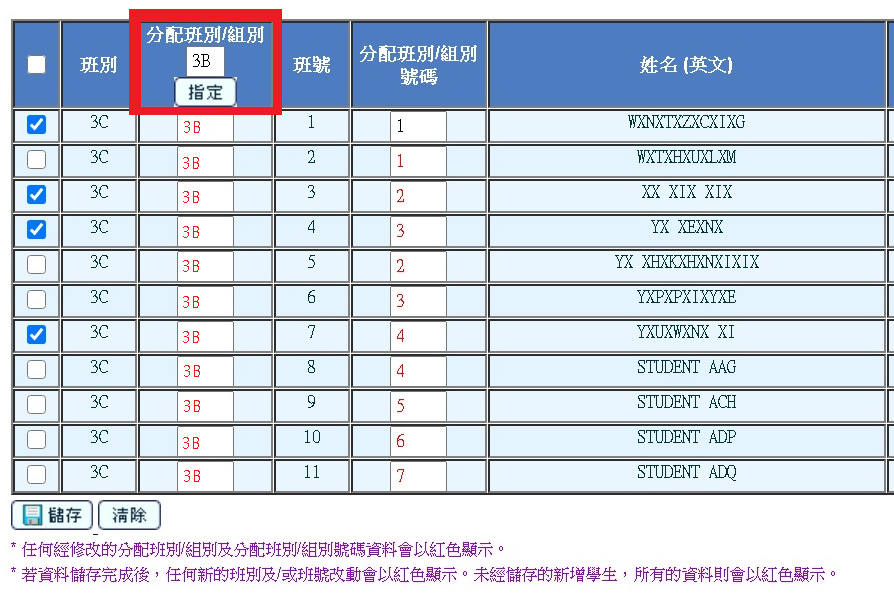 班別 分配班別/組別 3B 指定 班號 分配班別/組別 號碼 姓名 (英文)
3C 3B 1 1 WXNXTXZXCXIXG
3C 3B 2 1 WXTXHXUXLXM
3C 3B 3 2 XX XIX XIX
3C 3B 4 3 YX XEXNX
3C 3B 5 2 YX XHXKXHXNXIXIX
3C 3B 6 3 YXPXPXIXYXE
3C 3B 7 4 YXUXWXNX XI
3C 3B 8 4 STUDENT AAG
3C 3B 9 5 STUDENT ACH
3C 3B 10 6 STUDENT ADP
3C 3B 11 7 STUDENT ADQ
儲存 清除
* 任何經修改的分配班別/組別及分配班別/組別號碼資料會以紅色顯示。
* 若資料儲存完成後，任何新的班別及/或班號改動會以紅色顯示。未經儲存的新增學生，所有的資料則會以紅色顯示。